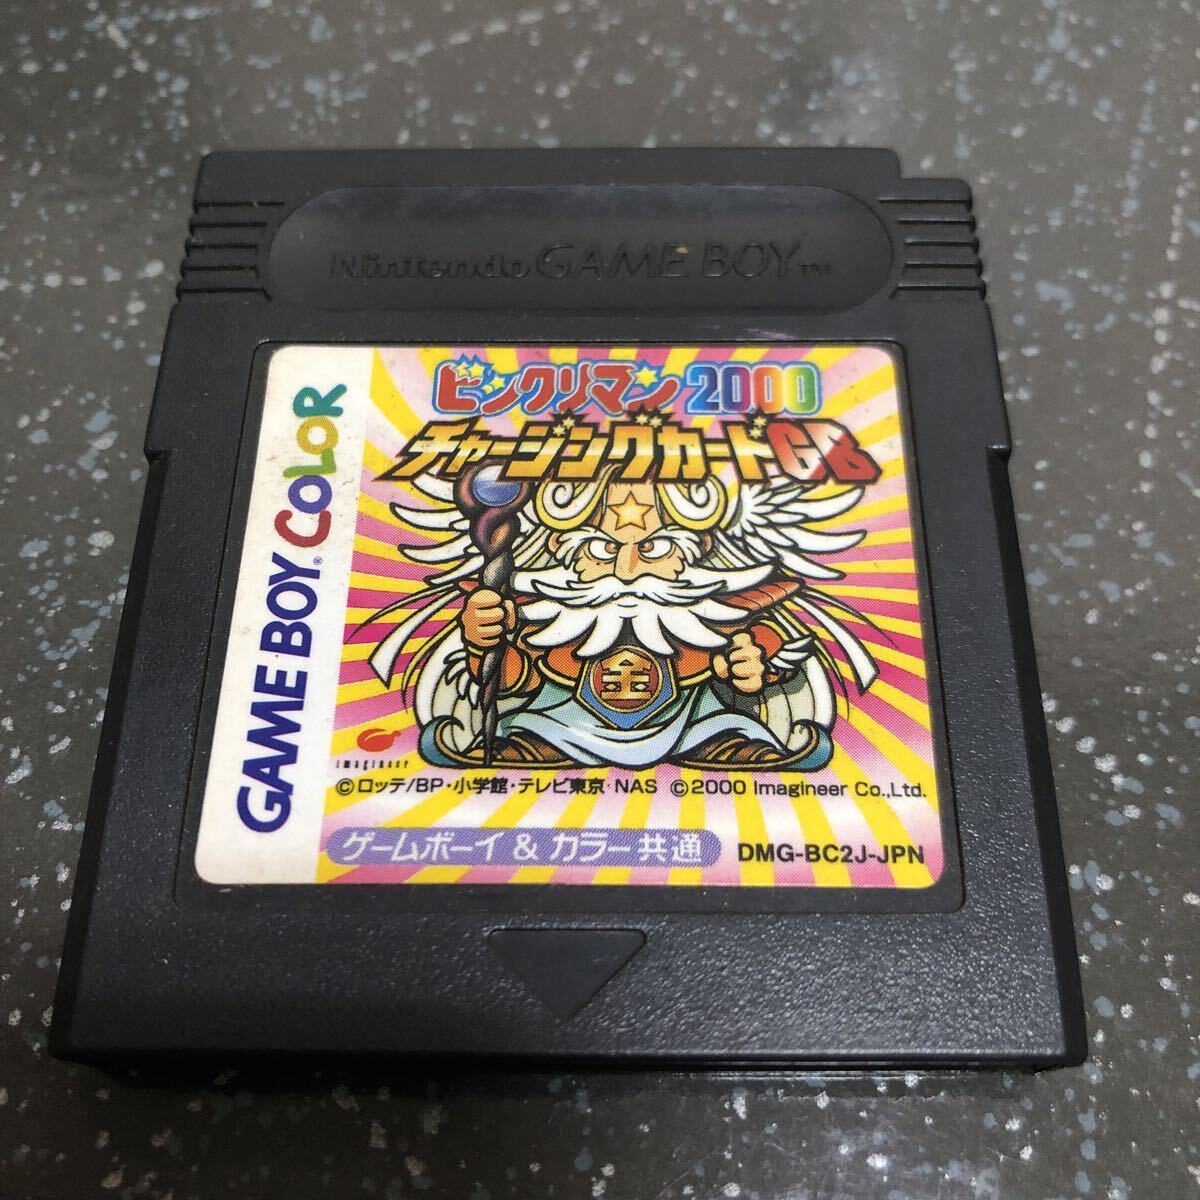 Nintendo GAME BOY™
GAME BOY® COLOR
ビックリマン2000
チャージングカードGB
金
imagineer
©ロッテ/BP・小学館・テレビ東京・NAS ©2000 Imagineer Co.,Ltd.
ゲームボーイ & カラー共通
DMG-BC2J-JPN